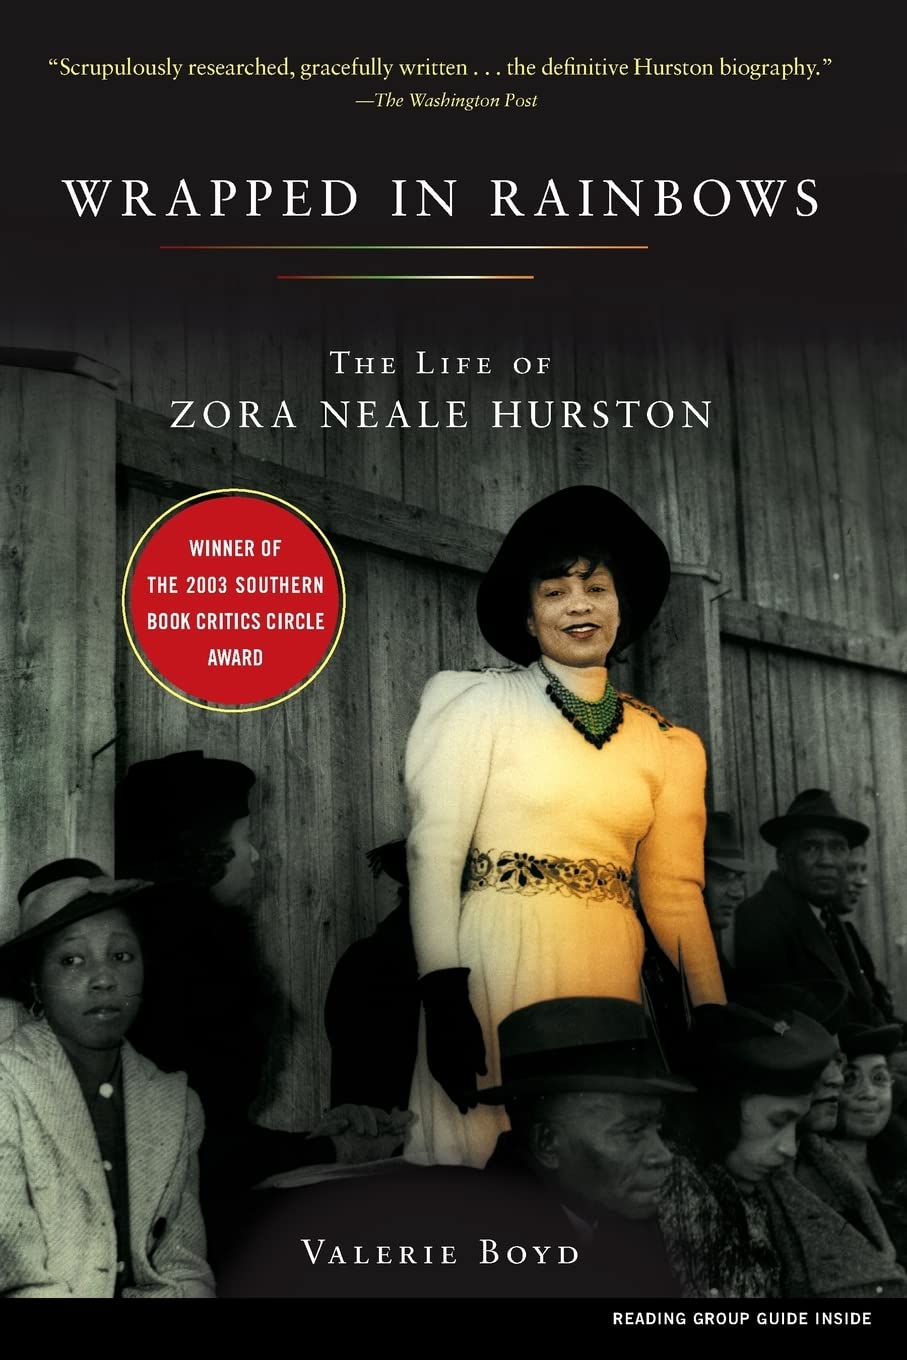 “Scrupulously researched, gracefully written . . . the definitive Hurston biography.”
—The Washington Post
WRAPPED IN RAINBOWS
THE LIFE OF
ZORA NEALE HURSTON
WINNER OF
THE 2003 SOUTHERN
BOOK CRITICS CIRCLE
AWARD
VALERIE BOYD
READING GROUP GUIDE INSIDE